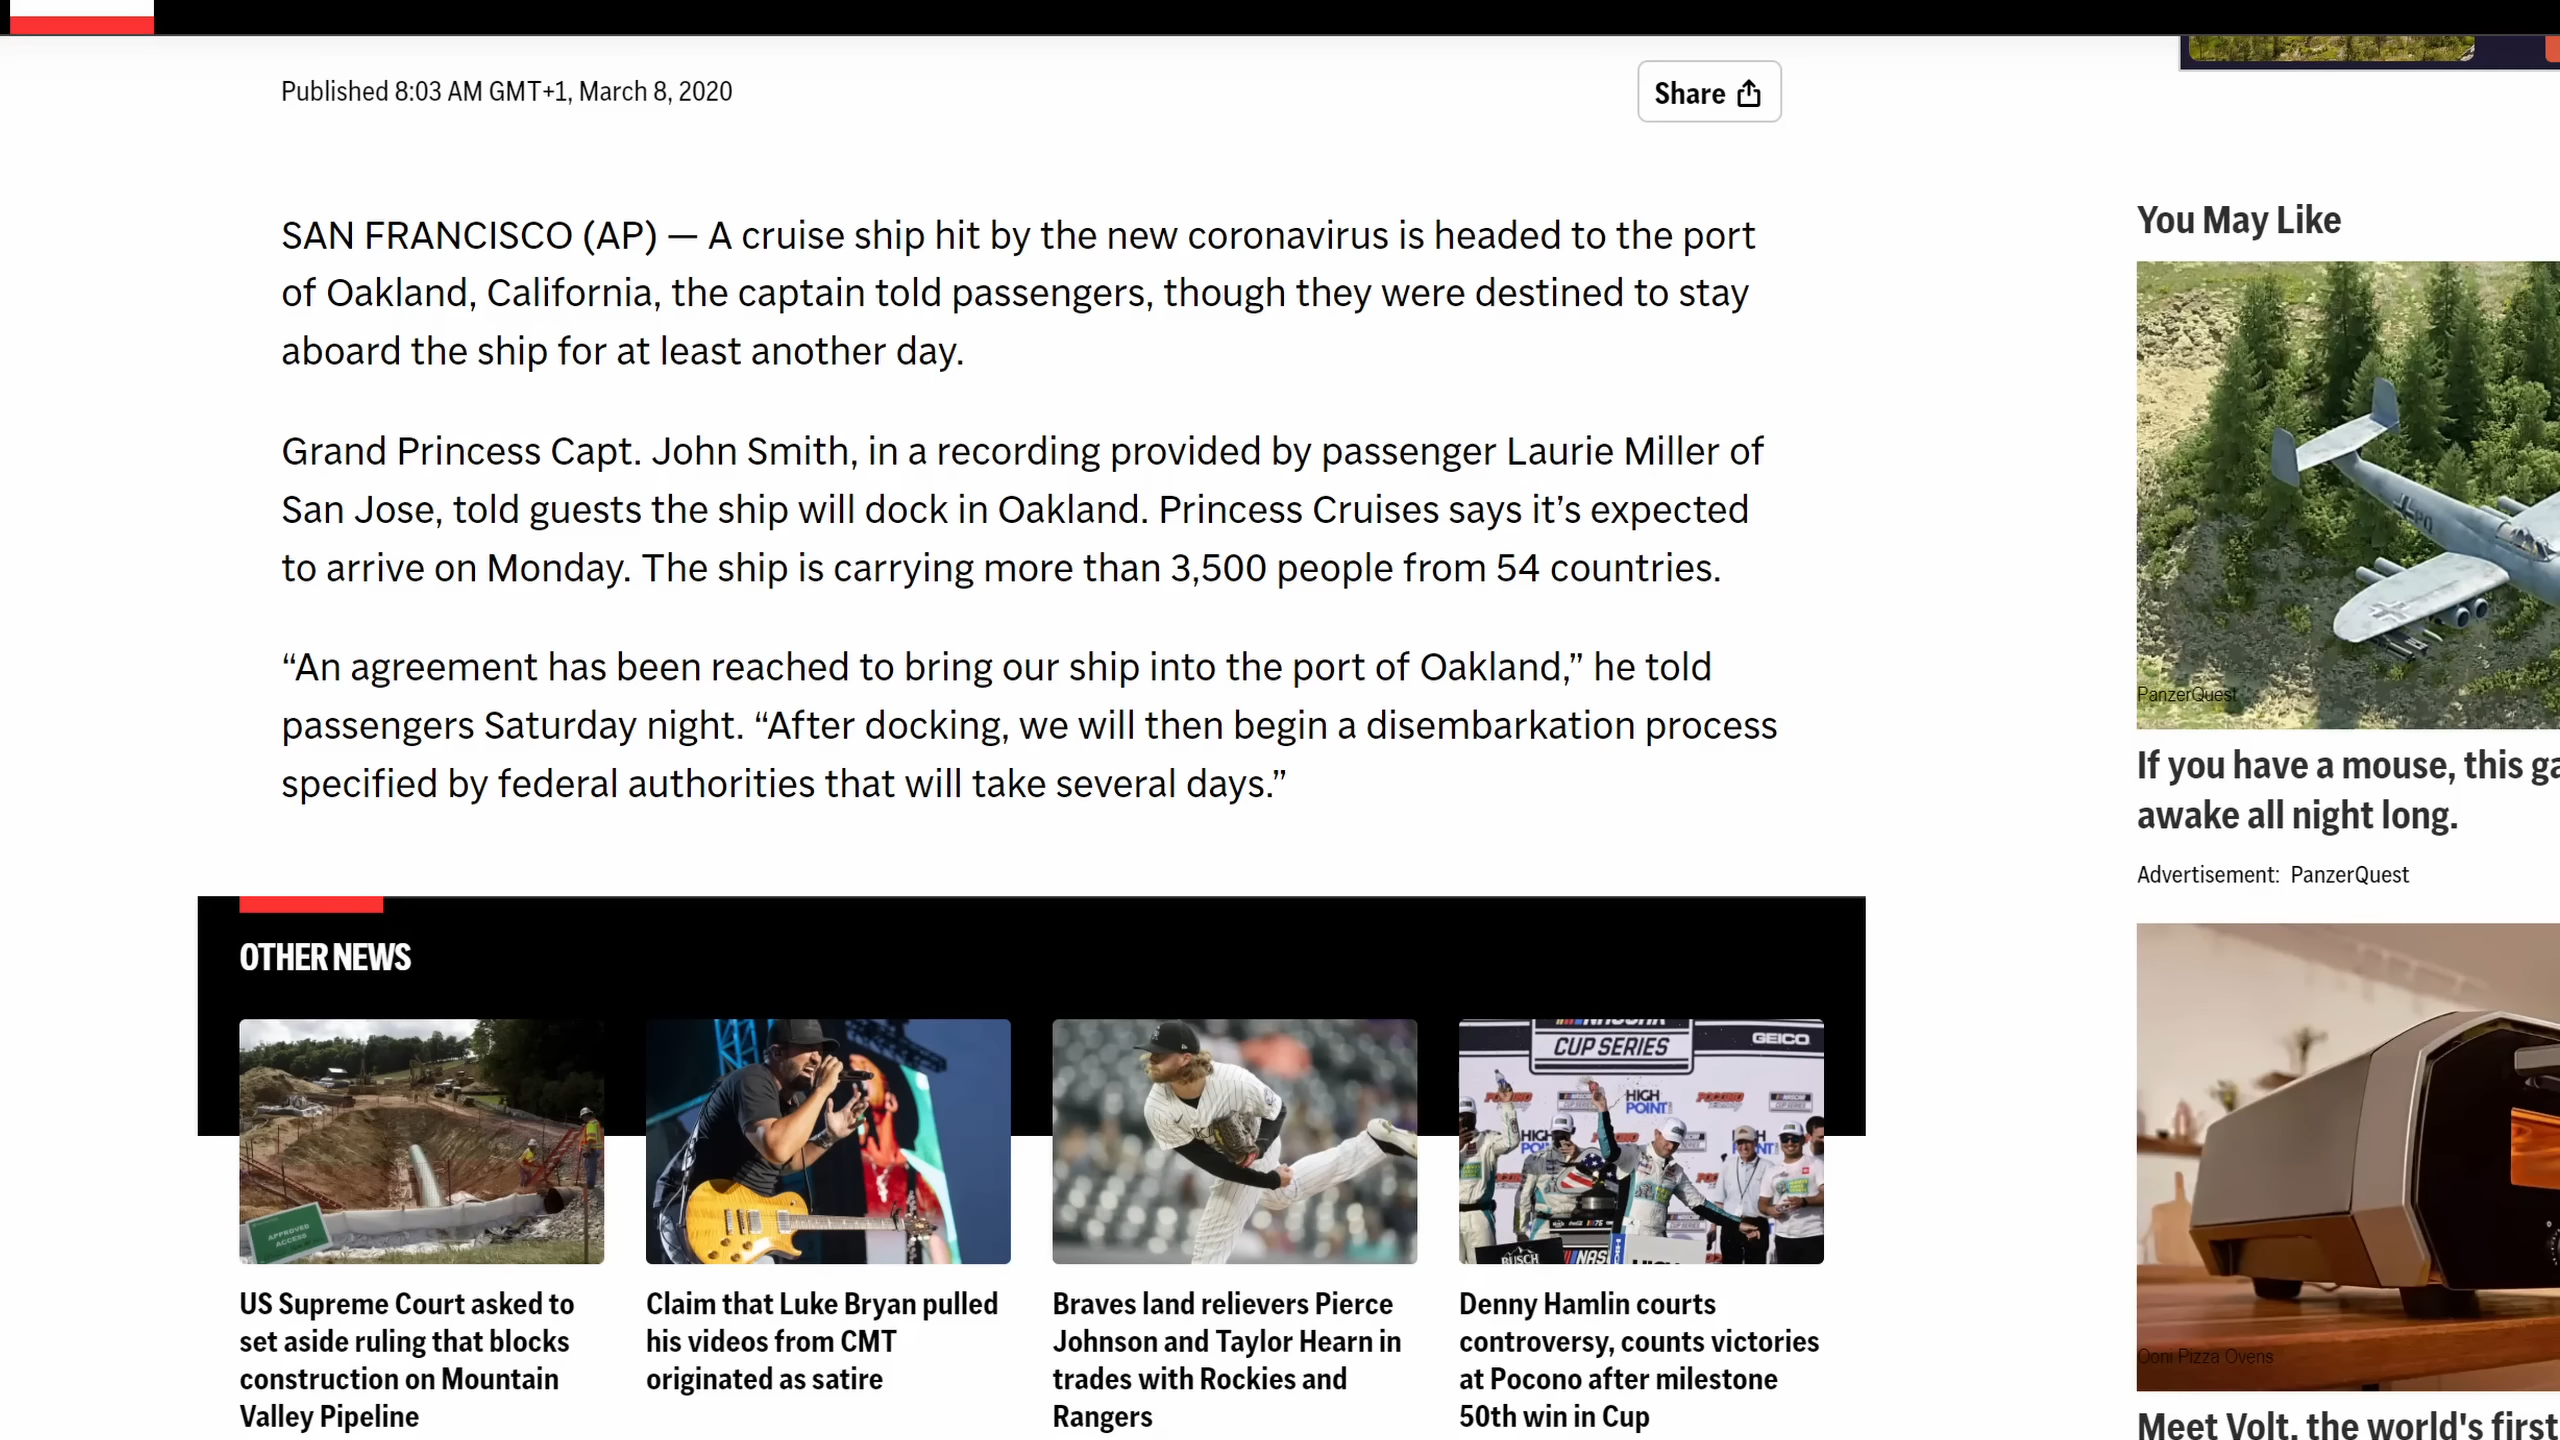 Published 8:03 AM GMT+1, March 8, 2020
Share
SAN FRANCISCO (AP) — A cruise ship hit by the new coronavirus is headed to the port
of Oakland, California, the captain told passengers, though they were destined to stay
aboard the ship for at least another day.
Grand Princess Capt. John Smith, in a recording provided by passenger Laurie Miller of
San Jose, told guests the ship will dock in Oakland. Princess Cruises says it’s expected
to arrive on Monday. The ship is carrying more than 3,500 people from 54 countries.
“An agreement has been reached to bring our ship into the port of Oakland,” he told
passengers Saturday night. “After docking, we will then begin a disembarkation process
specified by federal authorities that will take several days.”
OTHER NEWS
APPROVED
ACCESS
CUP SERIES
GEICO
HIGH
POINT
BUSCH
US Supreme Court asked to
set aside ruling that blocks
construction on Mountain
Valley Pipeline
Claim that Luke Bryan pulled
his videos from CMT
originated as satire
Braves land relievers Pierce
Johnson and Taylor Hearn in
trades with Rockies and
Rangers
Denny Hamlin courts
controversy, counts victories
at Pocono after milestone
50th win in Cup
You May Like
PanzerQuest
If you have a mouse, this
awake all night long.
Advertisement: PanzerQuest
Ooni Pizza Ovens
Meet Volt, the world's first